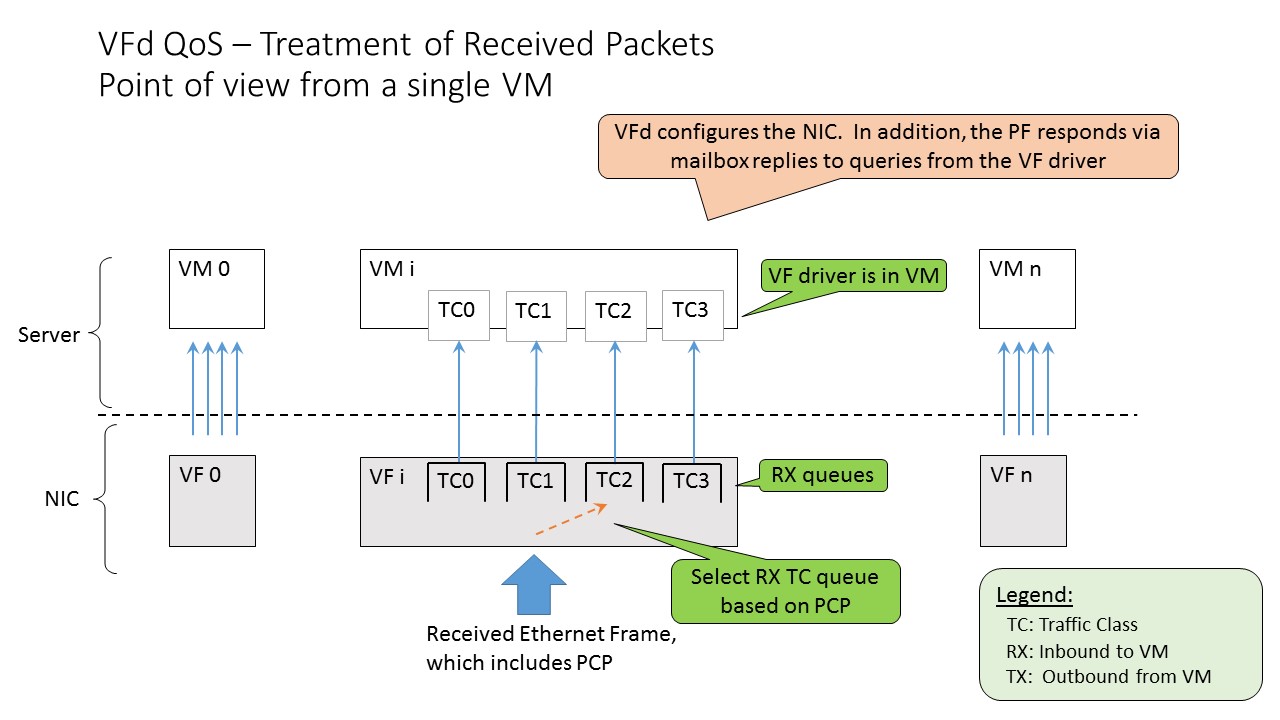 VFd QoS – Treatment of Received Packets
Point of view from a single VM
VFd configures the NIC.  In addition, the PF responds via
mailbox replies to queries from the VF driver
VM 0
VM i
VM n
VF driver is in VM
TC0
TC1
TC2
TC3
Server
NIC
VF 0
VF i
TC0
TC1
TC2
TC3
RX queues
VF n
Select RX TC queue
based on PCP
Received Ethernet Frame,
which includes PCP
Legend:
TC: Traffic Class
RX: Inbound to VM
TX:  Outbound from VM